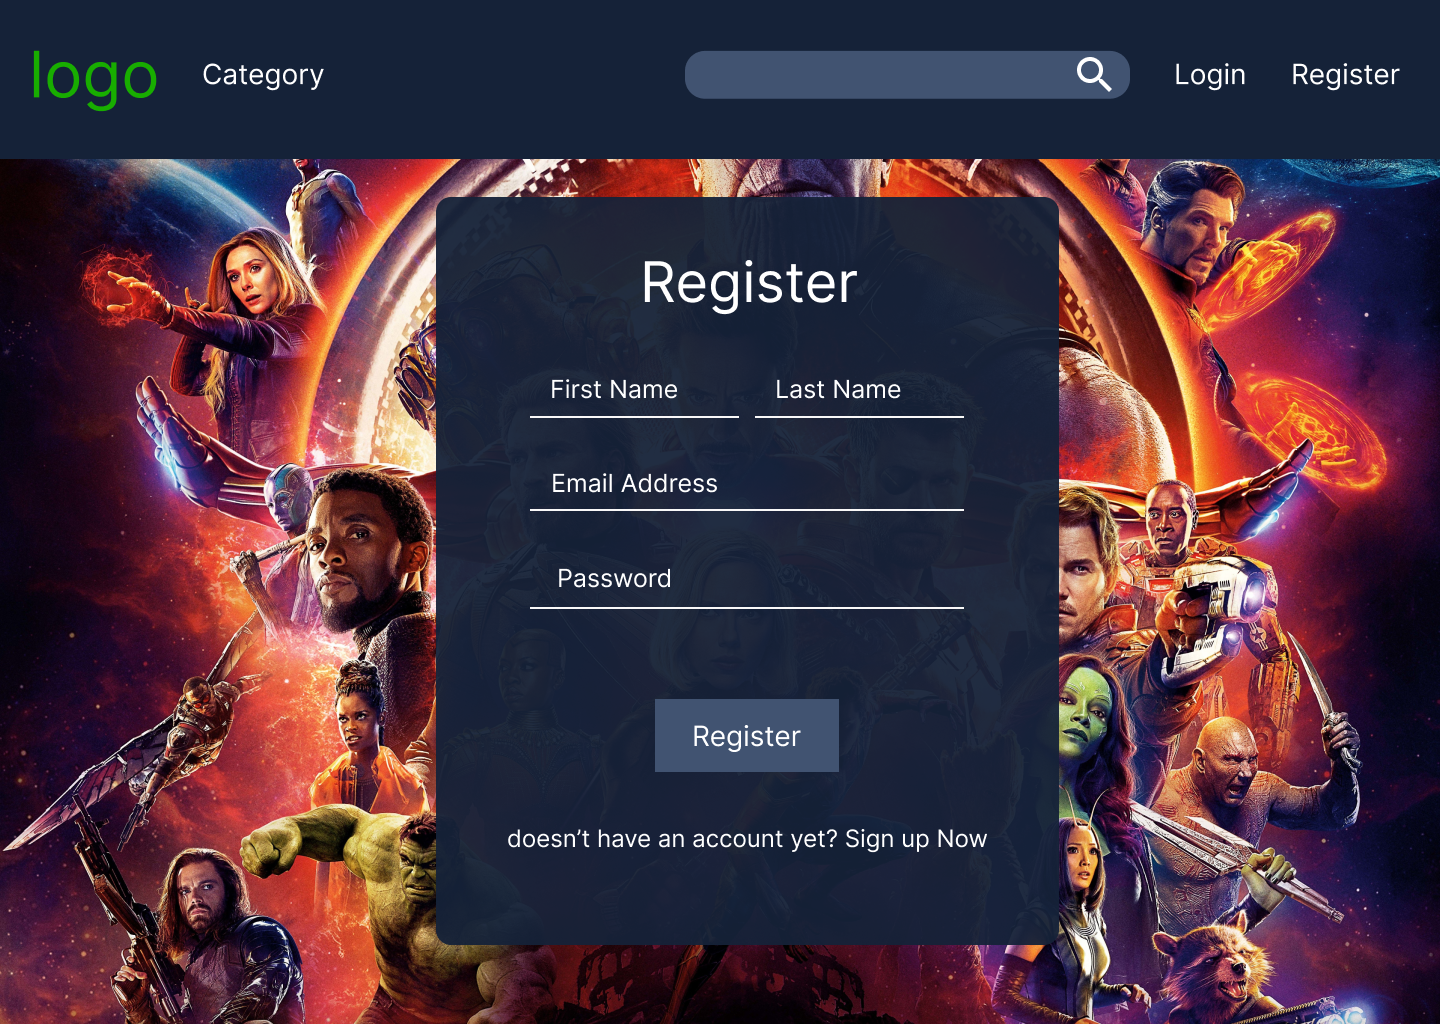 logo Category Login Register
Register
First Name Last Name
Email Address
Password
Register
doesn’t have an account yet? Sign up Now